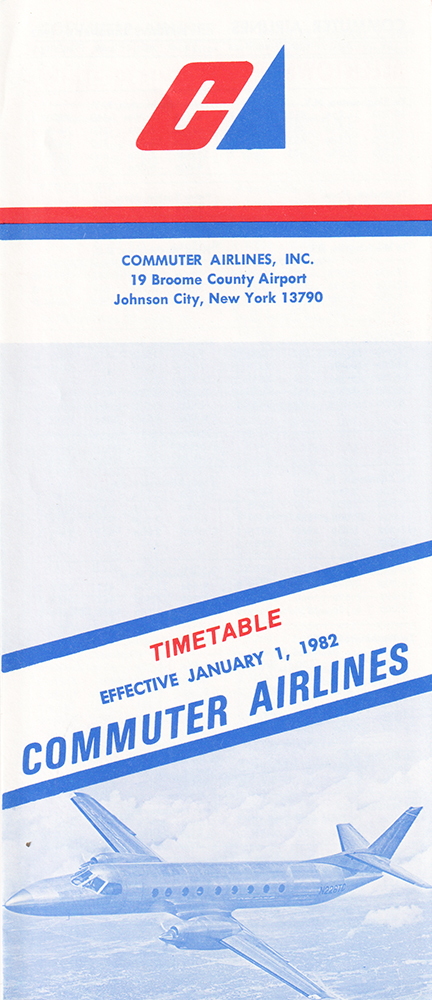 C
COMMUTER AIRLINES, INC.
19 Broome County Airport
Johnson City, New York 13790
TIMETABLE
EFFECTIVE JANUARY 1, 1982
COMMUTER AIRLINES